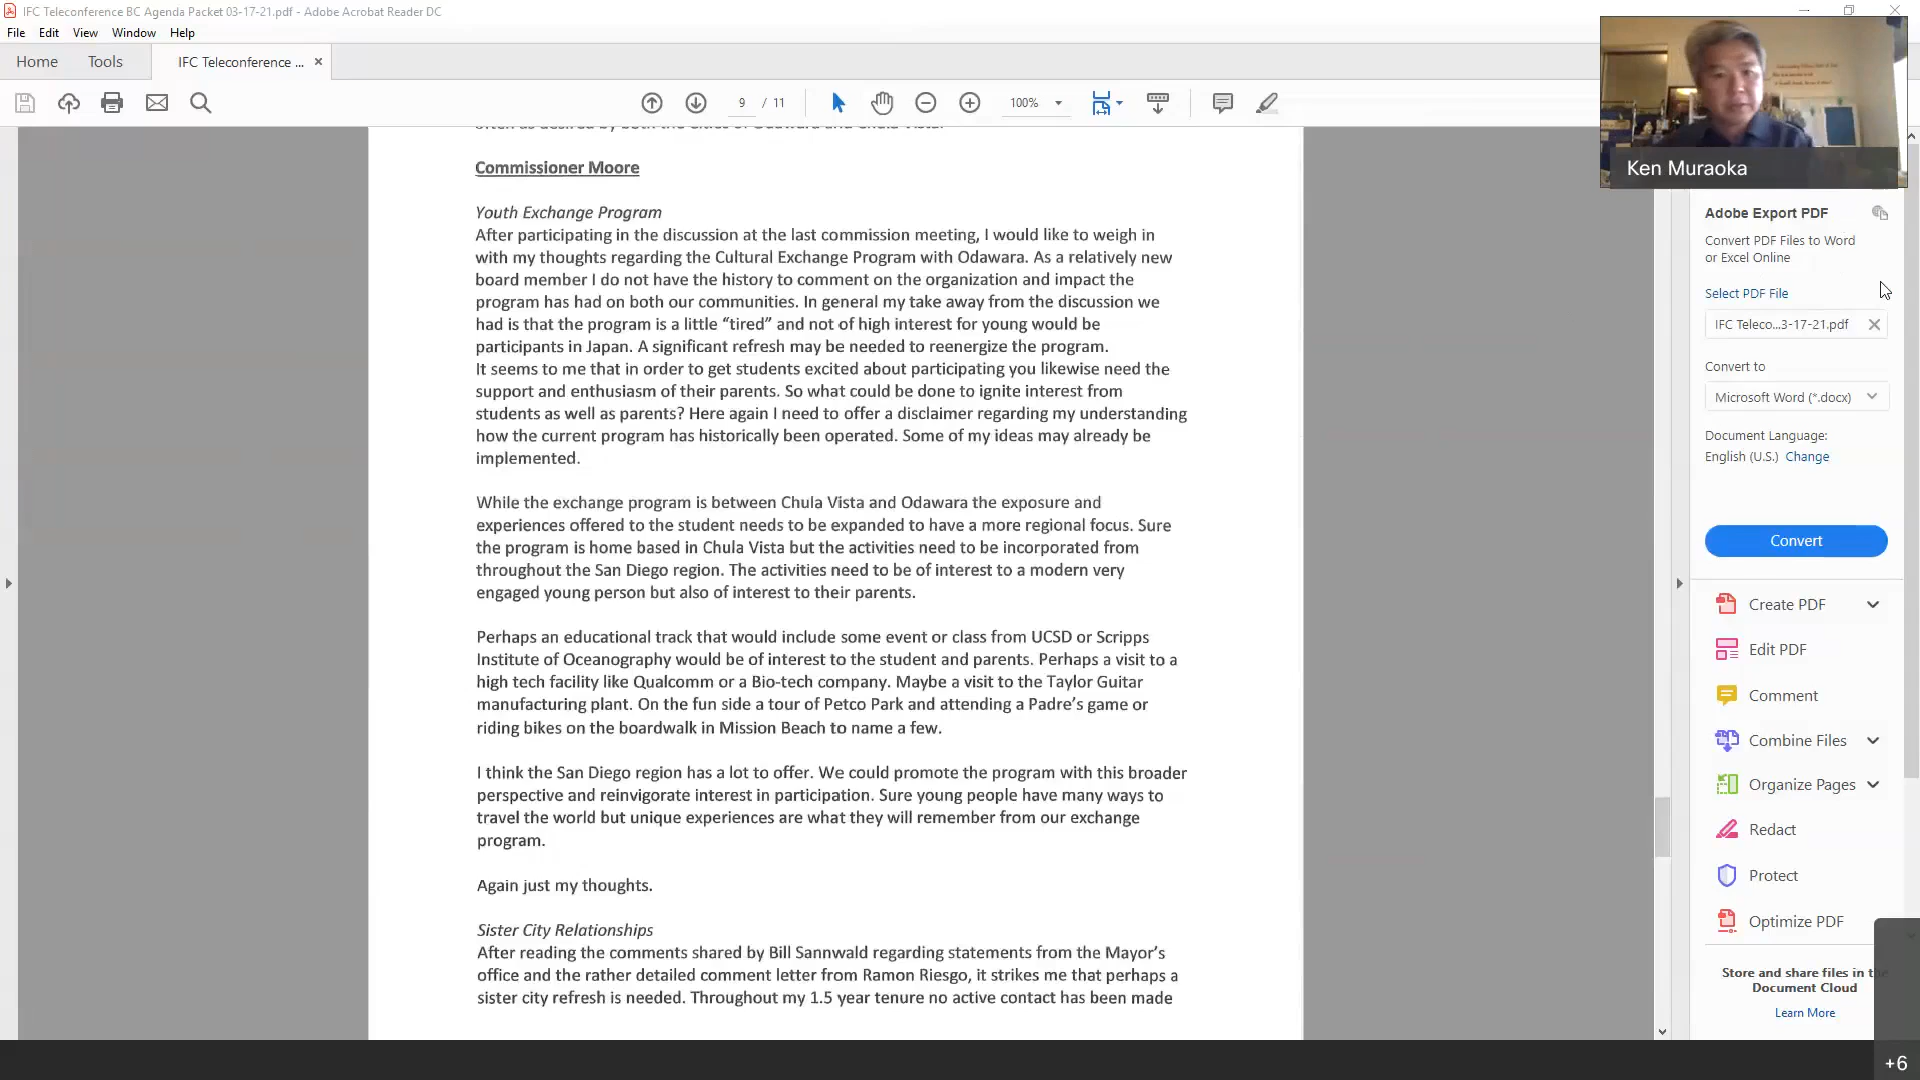 IFC Teleconference BC Agenda Packet 03-17-21.pdf - Adobe Acrobat Reader DC
File Edit View Window Help
Home Tools IFC Teleconference ... ×
9 / 11 100%
Ken Muraoka
often as desired by both the cities of Odawara and Chula Vista.
Commissioner Moore
Youth Exchange Program
After participating in the discussion at the last commission meeting, I would like to weigh in
with my thoughts regarding the Cultural Exchange Program with Odawara. As a relatively new
board member I do not have the history to comment on the organization and impact the
program has had on both our communities. In general my take away from the discussion we
had is that the program is a little “tired” and not of high interest for young would be
participants in Japan. A significant refresh may be needed to reenergize the program.
It seems to me that in order to get students excited about participating you likewise need the
support and enthusiasm of their parents. So what could be done to ignite interest from
students as well as parents? Here again I need to offer a disclaimer regarding my understanding
how the current program has historically been operated. Some of my ideas may already be
implemented.
While the exchange program is between Chula Vista and Odawara the exposure and
experiences offered to the student needs to be expanded to have a more regional focus. Sure
the program is home based in Chula Vista but the activities need to be incorporated from
throughout the San Diego region. The activities need to be of interest to a modern very
engaged young person but also of interest to their parents.
Perhaps an educational track that would include some event or class from UCSD or Scripps
Institute of Oceanography would be of interest to the student and parents. Perhaps a visit to a
high tech facility like Qualcomm or a Bio-tech company. Maybe a visit to the Taylor Guitar
manufacturing plant. On the fun side a tour of Petco Park and attending a Padre’s game or
riding bikes on the boardwalk in Mission Beach to name a few.
I think the San Diego region has a lot to offer. We could promote the program with this broader
perspective and reinvigorate interest in participation. Sure young people have many ways to
travel the world but unique experiences are what they will remember from our exchange
program.
Again just my thoughts.
Sister City Relationships
After reading the comments shared by Bill Sannwald regarding statements from the Mayor’s
office and the rather detailed comment letter from Ramon Riesgo, it strikes me that perhaps a
sister city refresh is needed. Throughout my 1.5 year tenure no active contact has been made
Adobe Export PDF
Convert PDF Files to Word
or Excel Online
Select PDF File
IFC Teleco...3-17-21.pdf
Convert to
Microsoft Word (*.docx)
Document Language:
English (U.S.) Change
Convert
Create PDF
Edit PDF
Comment
Combine Files
Organize Pages
Redact
Protect
Optimize PDF
Store and share files in the
Document Cloud
Learn More
+6